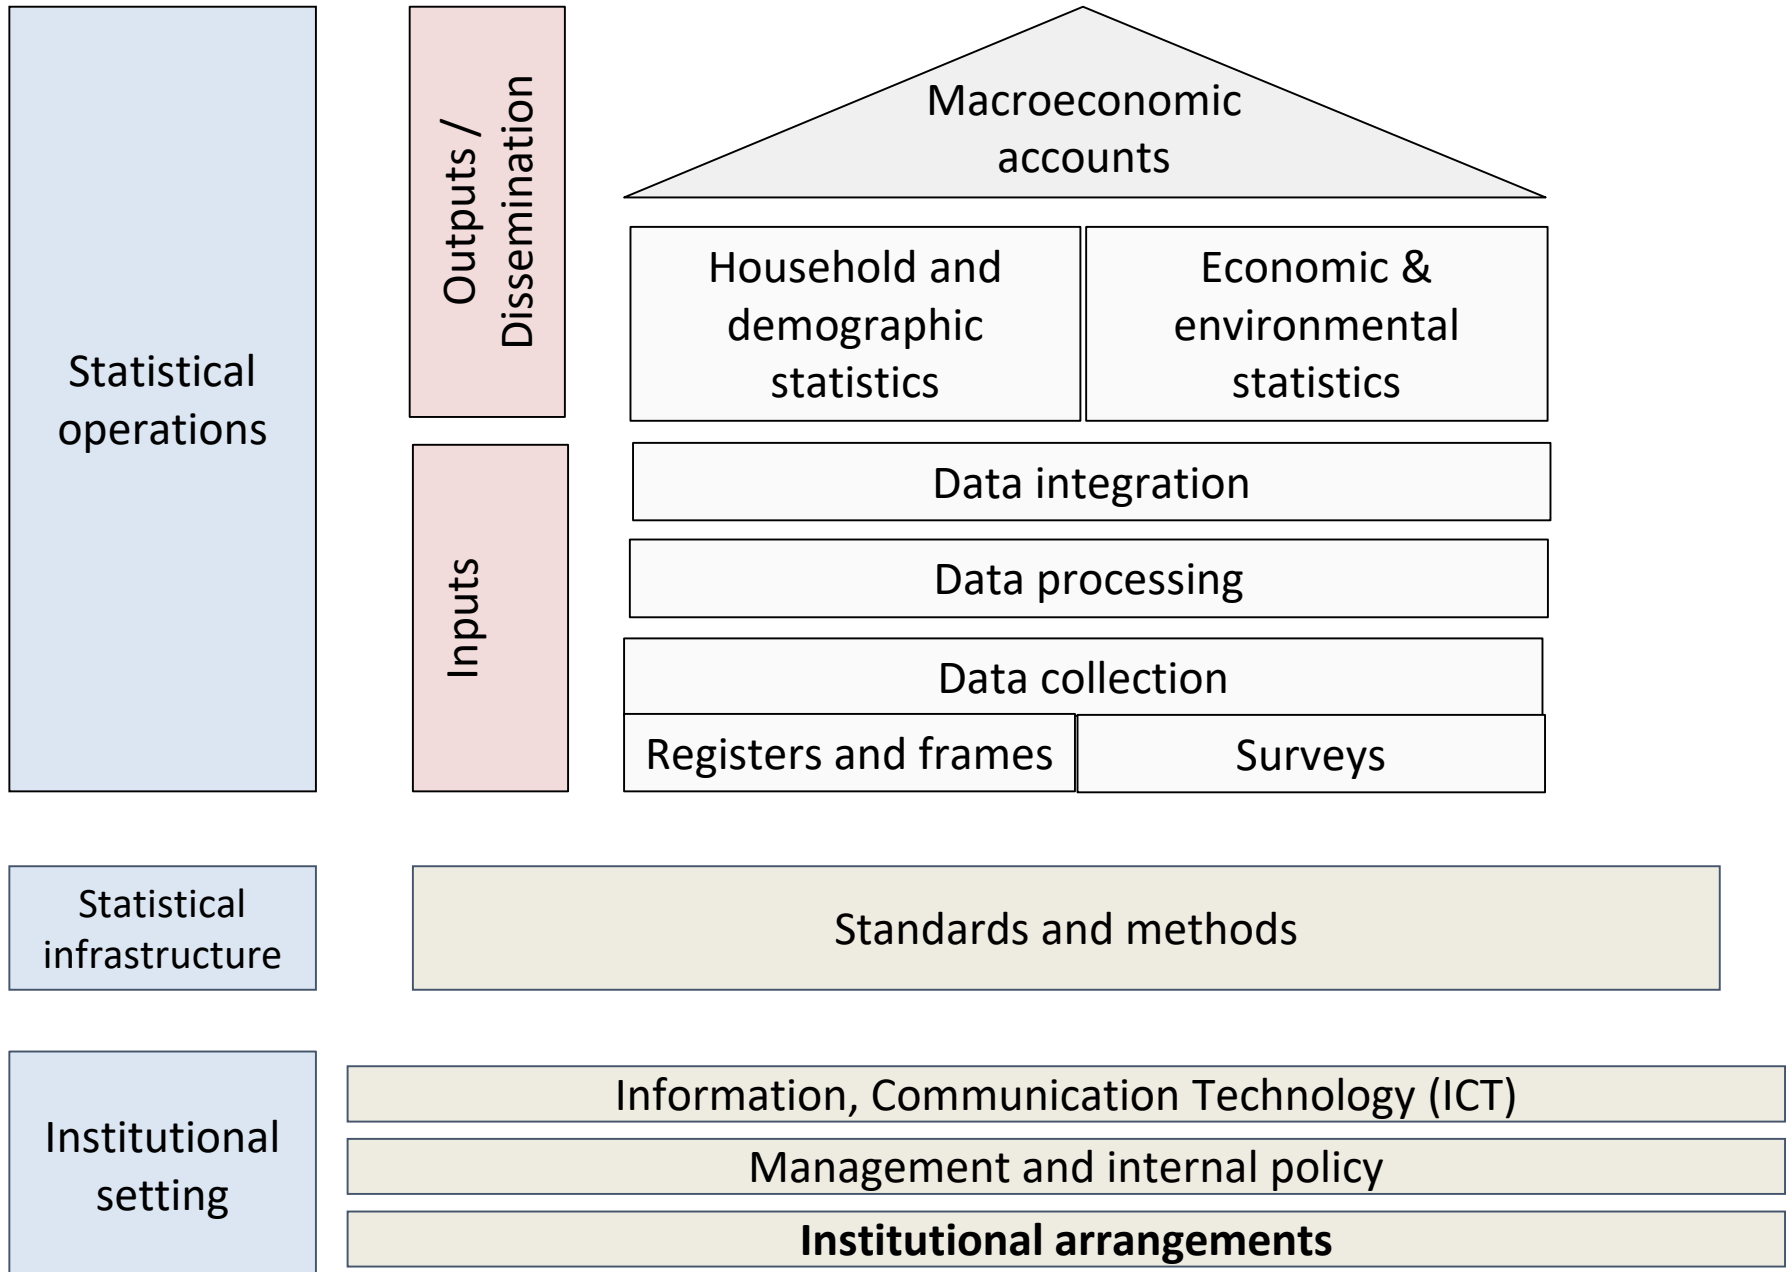 Statistical
operations
Outputs /
Dissemination
Macroeconomic
accounts
Household and
demographic
statistics
Economic &
environmental
statistics
Inputs
Data integration
Data processing
Data collection
Registers and frames
Surveys
Statistical
infrastructure
Standards and methods
Institutional
setting
Information, Communication Technology (ICT)
Management and internal policy
Institutional arrangements